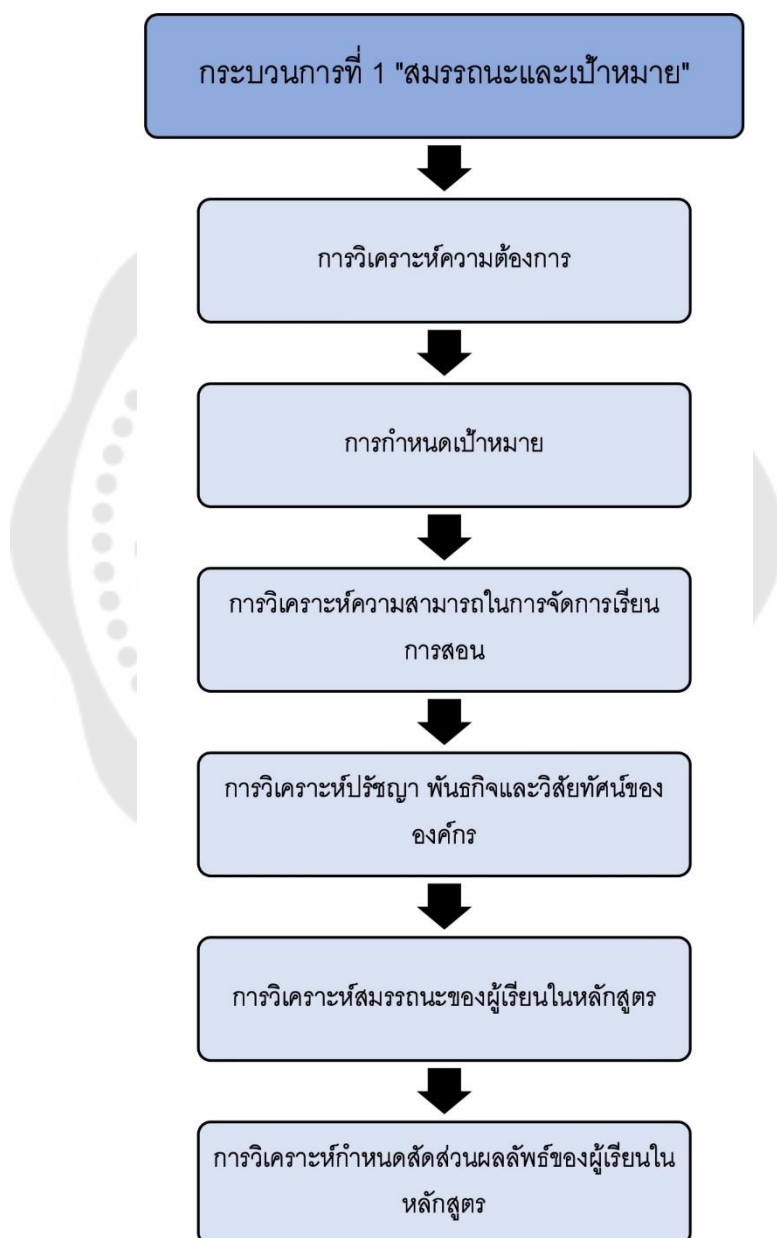 กระบวนการที่ 1 "สมรรถนะและเป้าหมาย"
การวิเคราะห์ความต้องการ
การกำหนดเป้าหมาย
การวิเคราะห์ความสามารถในการจัดการเรียน
การสอน
การวิเคราะห์ปรัชญา พันธกิจและวิสัยทัศน์ของ
องค์กร
การวิเคราะห์สมรรถนะของผู้เรียนในหลักสูตร
การวิเคราะห์กำหนดสัดส่วนผลลัพธ์ของผู้เรียนใน
หลักสูตร